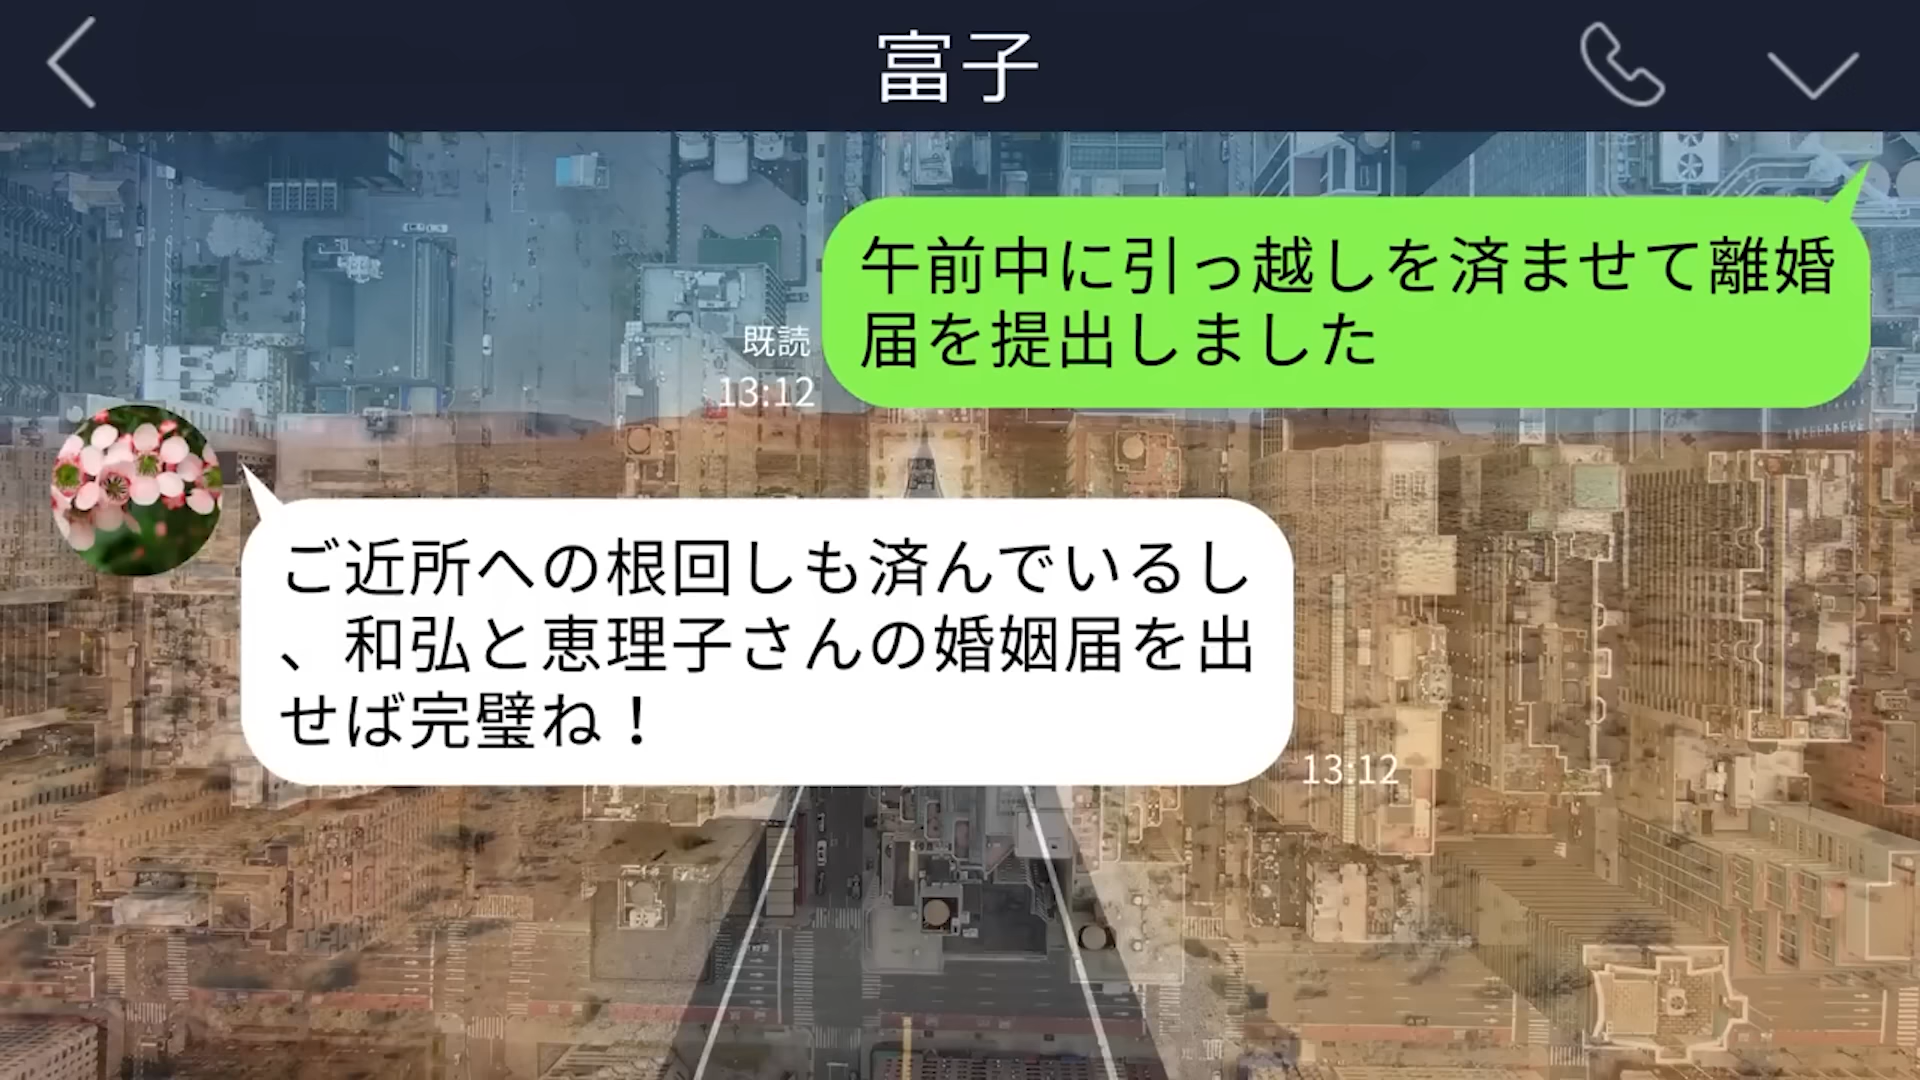 富子
午前中に引っ越しを済ませて離婚
届を提出しました
既読
13:12
ご近所への根回しも済んでいるし
、和弘と恵理子さんの婚姻届を出
せば完璧ね！
13:12